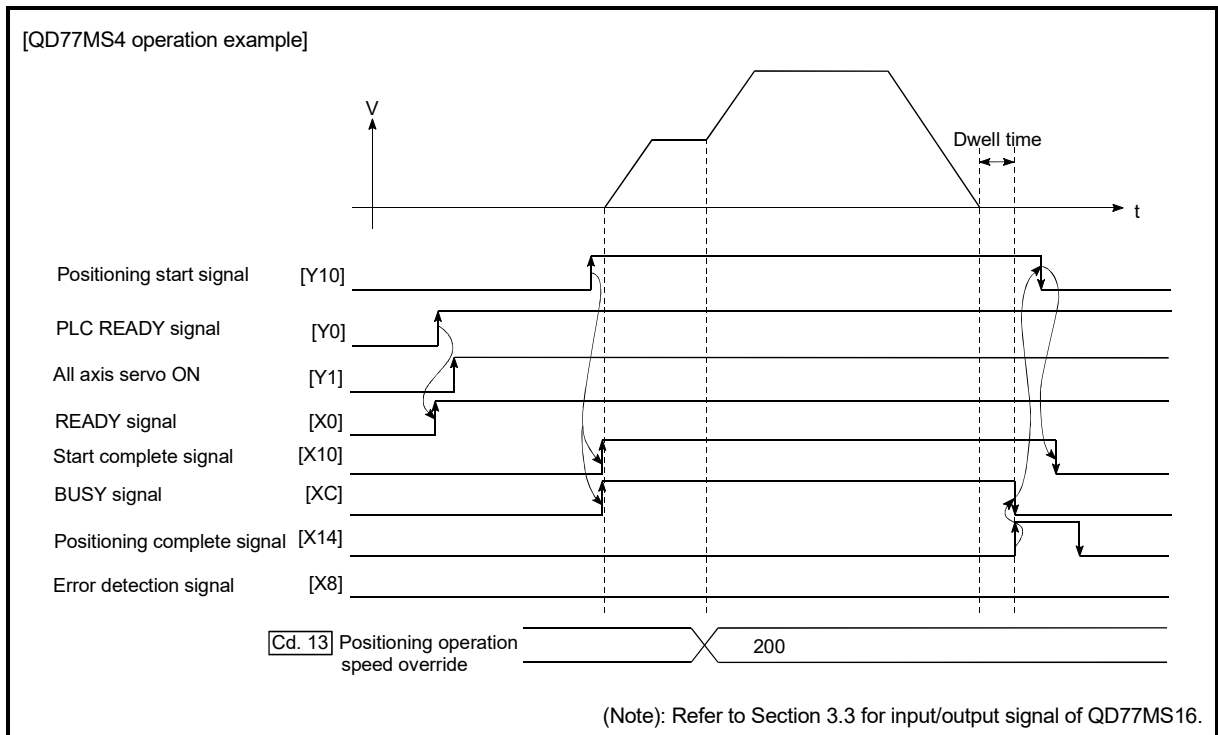 [QD77MS4 operation example]
V
Dwell time
t
Positioning start signal [Y10]
PLC READY signal [Y0]
All axis servo ON [Y1]
READY signal [X0]
Start complete signal [X10]
BUSY signal [XC]
Positioning complete signal [X14]
Error detection signal [X8]
Cd. 13 Positioning operation
speed override
200
(Note): Refer to Section 3.3 for input/output signal of QD77MS16.